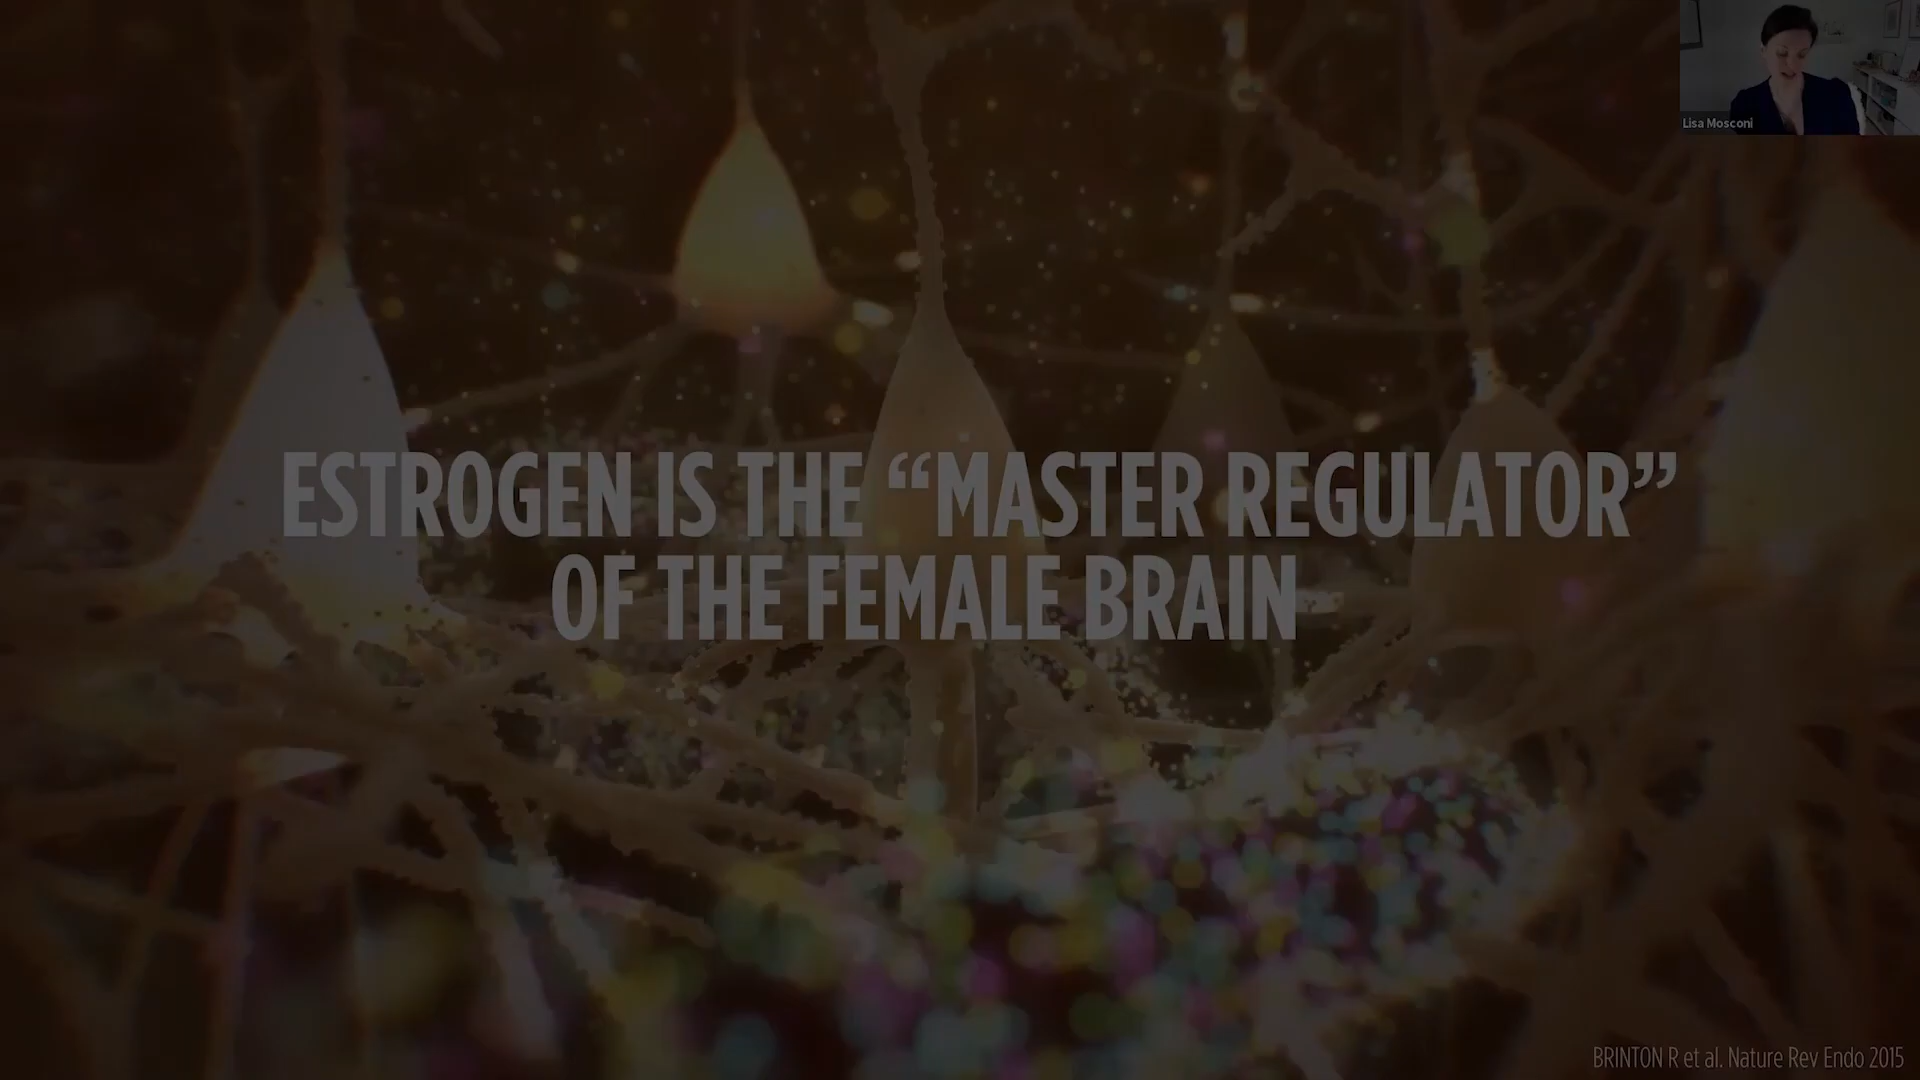 Lisa Mosconi
ESTROGEN IS THE “MASTER REGULATOR”
OF THE FEMALE BRAIN
BRINTON R et al. Nature Rev Endo 2015